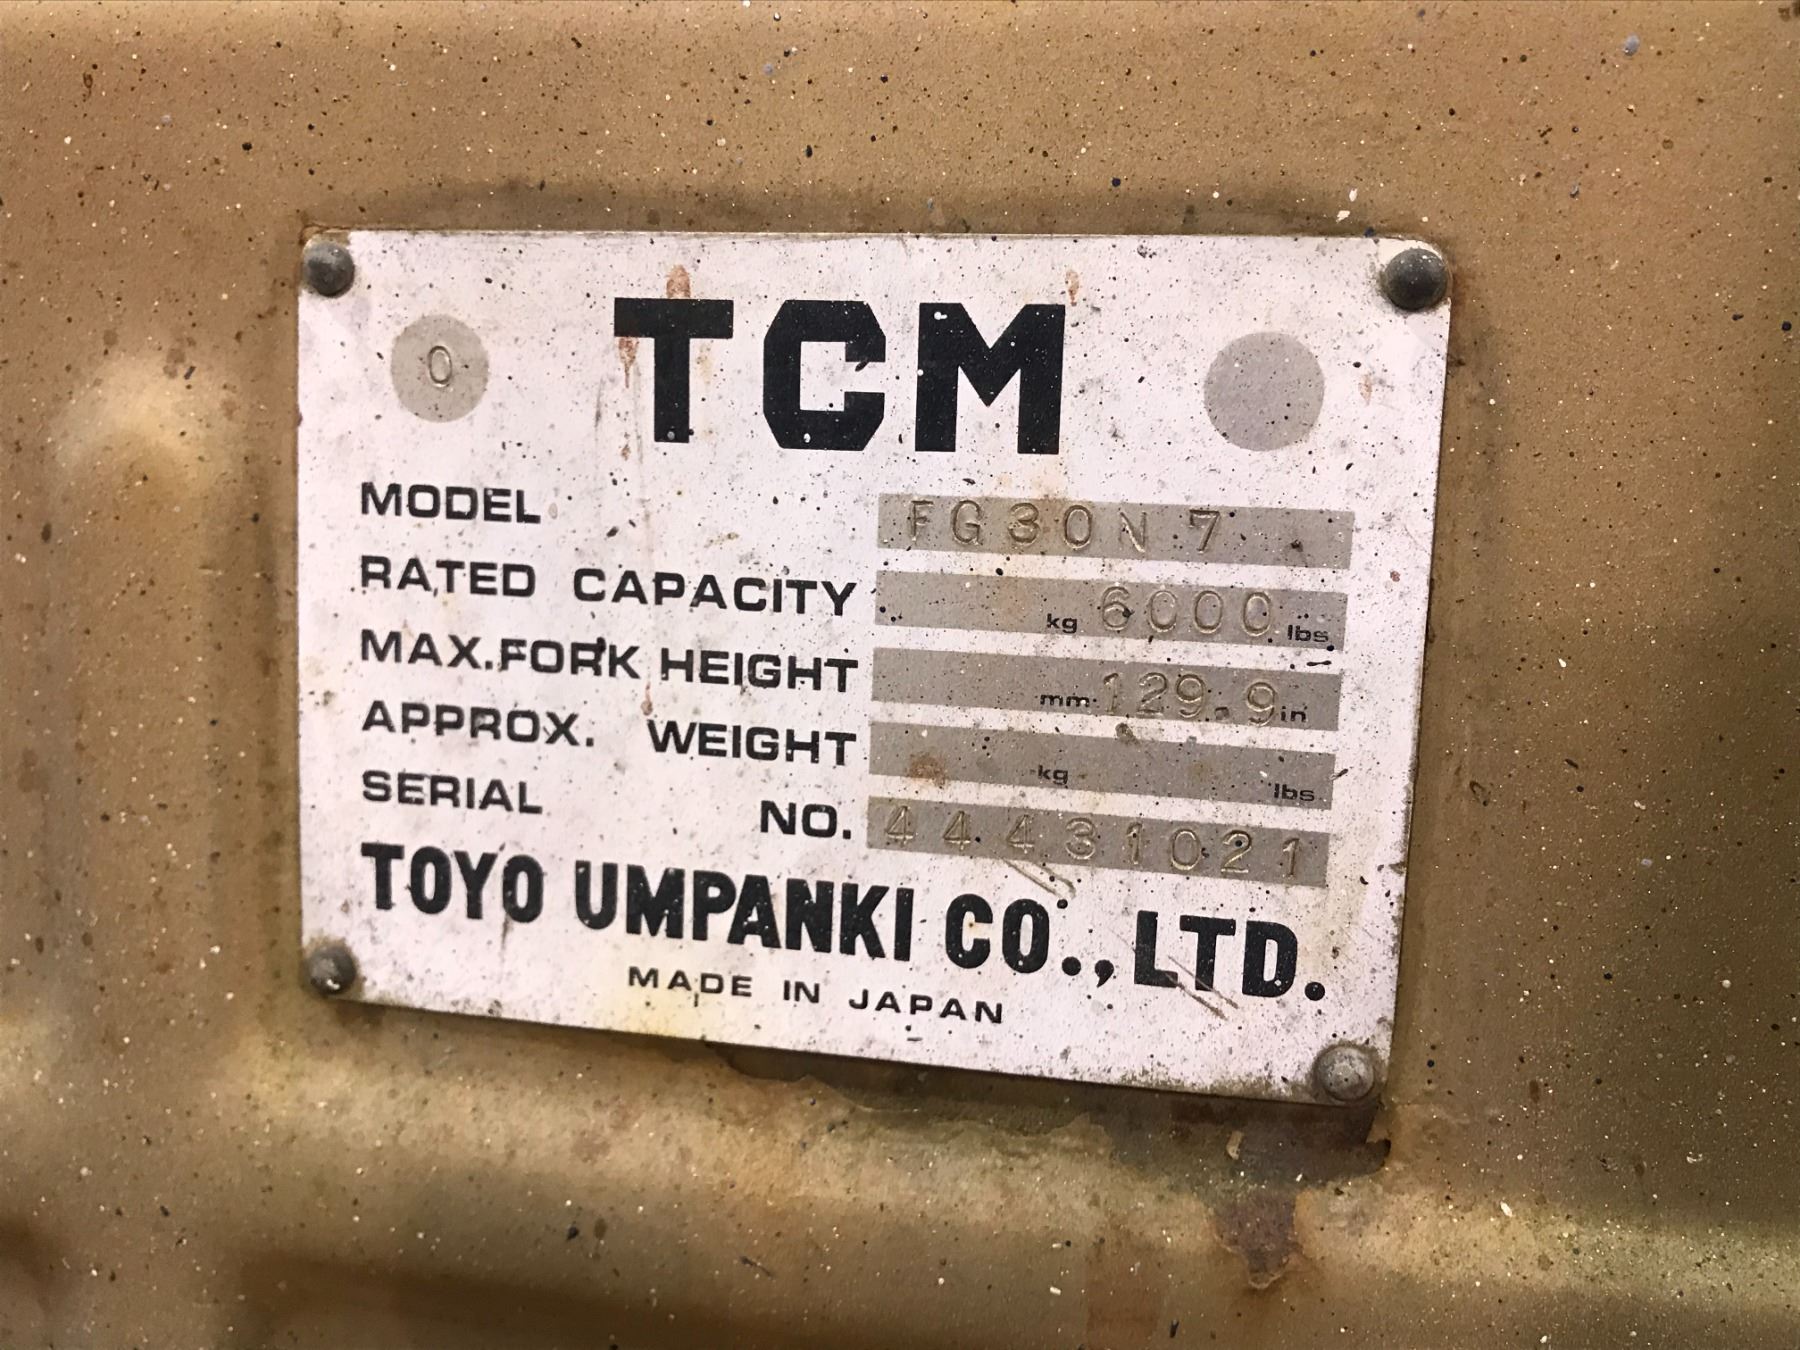 TCM
0
MODEL FG30N7
RATED CAPACITY kg 6000 lbs
MAX.FORK HEIGHT mm 129.9 in
APPROX. WEIGHT kg lbs
SERIAL NO. 44431021
TOYO UMPANKI CO., LTD.
MADE IN JAPAN